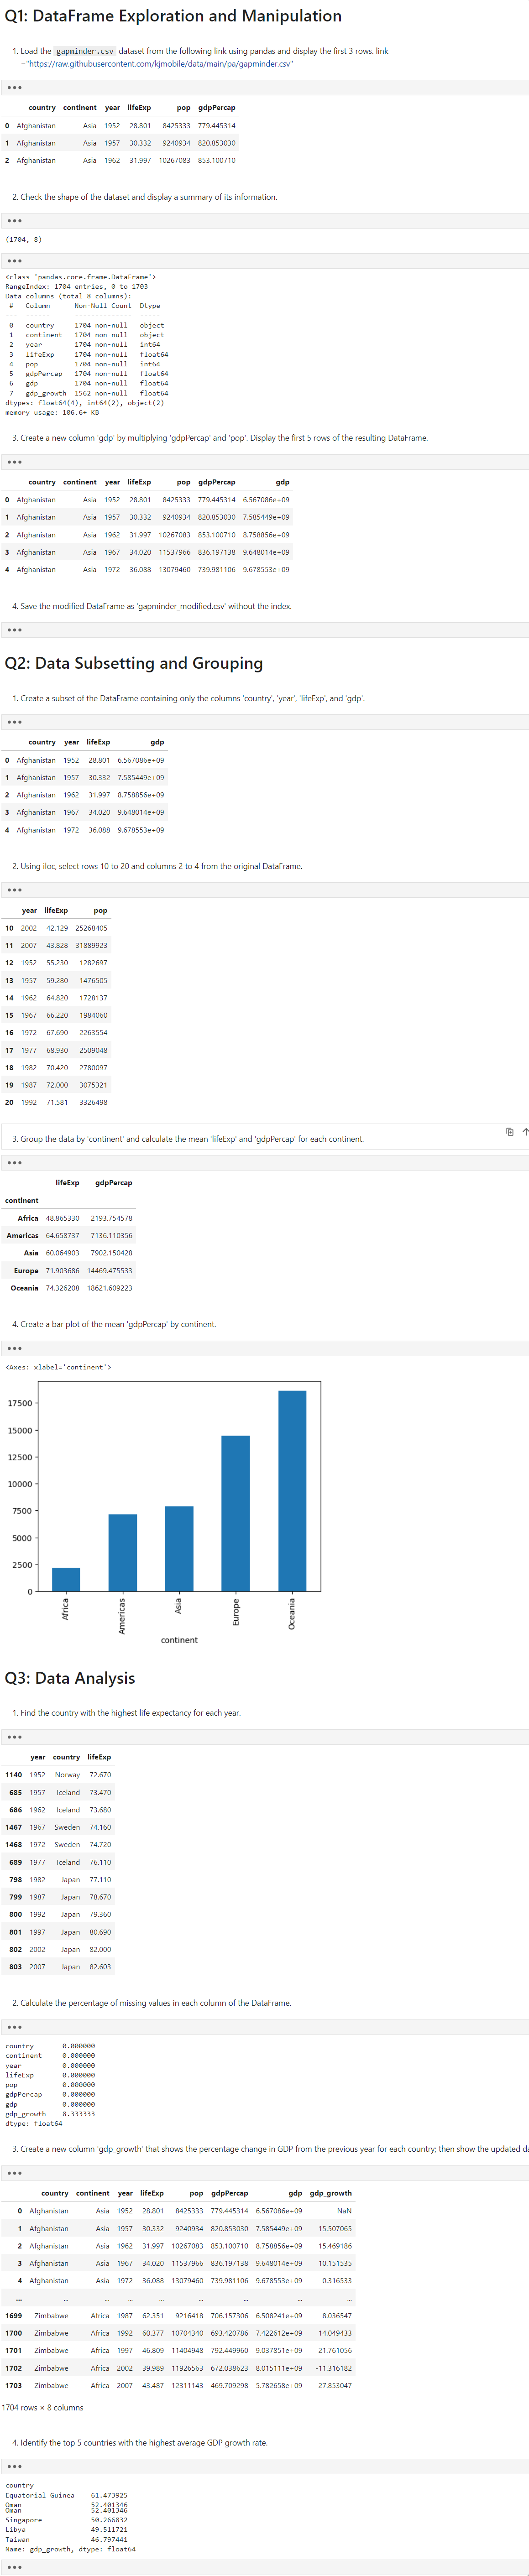 Q1: DataFrame Exploration and Manipulation
1. Load the gapminder.csv dataset from the following link using pandas and display the first 3 rows. link
="https://raw.githubusercontent.com/kjmobile/data/main/pa/gapminder.csv"
•••
country continent year lifeExp pop gdpPercap
0 Afghanistan Asia 1952 28.801 8425333 779.445314
1 Afghanistan Asia 1957 30.332 9240934 820.853030
2 Afghanistan Asia 1962 31.997 10267083 853.100710
2. Check the shape of the dataset and display a summary of its information.
•••
(1704, 8)
•••
<class 'pandas.core.frame.DataFrame'>
RangeIndex: 1704 entries, 0 to 1703
Data columns (total 8 columns):
# Column Non-Null Count Dtype
--- ------ -------------- -----
0 country 1704 non-null object
1 continent 1704 non-null object
2 year 1704 non-null int64
3 lifeExp 1704 non-null float64
4 pop 1704 non-null int64
5 gdpPercap 1704 non-null float64
6 gdp 1704 non-null float64
7 gdp_growth 1562 non-null float64
dtypes: float64(4), int64(2), object(2)
memory usage: 106.6+ KB
3. Create a new column 'gdp' by multiplying 'gdpPercap' and 'pop'. Display the first 5 rows of the resulting DataFrame.
•••
country continent year lifeExp pop gdpPercap gdp
0 Afghanistan Asia 1952 28.801 8425333 779.445314 6.567086e+09
1 Afghanistan Asia 1957 30.332 9240934 820.853030 7.585449e+09
2 Afghanistan Asia 1962 31.997 10267083 853.100710 8.758856e+09
3 Afghanistan Asia 1967 34.020 11537966 836.197138 9.648014e+09
4 Afghanistan Asia 1972 36.088 13079460 739.981106 9.678553e+09
4. Save the modified DataFrame as 'gapminder_modified.csv' without the index.
•••
Q2: Data Subsetting and Grouping
1. Create a subset of the DataFrame containing only the columns 'country', 'year', 'lifeExp', and 'gdp'.
•••
country year lifeExp gdp
0 Afghanistan 1952 28.801 6.567086e+09
1 Afghanistan 1957 30.332 7.585449e+09
2 Afghanistan 1962 31.997 8.758856e+09
3 Afghanistan 1967 34.020 9.648014e+09
4 Afghanistan 1972 36.088 9.678553e+09
2. Using iloc, select rows 10 to 20 and columns 2 to 4 from the original DataFrame.
•••
year lifeExp pop
10 2002 42.129 25268405
11 2007 43.828 31889923
12 1952 55.230 1282697
13 1957 59.280 1476505
14 1962 64.820 1728137
15 1967 66.220 1984060
16 1972 67.690 2263554
17 1977 68.930 2509048
18 1982 70.420 2780097
19 1987 72.000 3075321
20 1992 71.581 3326498
3. Group the data by 'continent' and calculate the mean 'lifeExp' and 'gdpPercap' for each continent.
•••
lifeExp gdpPercap
continent
Africa 48.865330 2193.754578
Americas 64.658737 7136.110356
Asia 60.064903 7902.150428
Europe 71.903686 14469.475533
Oceania 74.326208 18621.609223
4. Create a bar plot of the mean 'gdpPercap' by continent.
•••
<Axes: xlabel='continent'>
17500
15000
12500
10000
7500
5000
2500
0
Africa
Americas
Asia
Europe
Oceania
continent
Q3: Data Analysis
1. Find the country with the highest life expectancy for each year.
•••
year country lifeExp
1140 1952 Norway 72.670
685 1957 Iceland 73.470
686 1962 Iceland 73.680
1467 1967 Sweden 74.160
1468 1972 Sweden 74.720
689 1977 Iceland 76.110
798 1982 Japan 77.110
799 1987 Japan 78.670
800 1992 Japan 79.360
801 1997 Japan 80.690
802 2002 Japan 82.000
803 2007 Japan 82.603
2. Calculate the percentage of missing values in each column of the DataFrame.
•••
country 0.000000
continent 0.000000
year 0.000000
lifeExp 0.000000
pop 0.000000
gdpPercap 0.000000
gdp 0.000000
gdp_growth 8.333333
dtype: float64
3. Create a new column 'gdp_growth' that shows the percentage change in GDP from the previous year for each country; then show the updated da
•••
country continent year lifeExp pop gdpPercap gdp gdp_growth
0 Afghanistan Asia 1952 28.801 8425333 779.445314 6.567086e+09 NaN
1 Afghanistan Asia 1957 30.332 9240934 820.853030 7.585449e+09 15.507065
2 Afghanistan Asia 1962 31.997 10267083 853.100710 8.758856e+09 15.469186
3 Afghanistan Asia 1967 34.020 11537966 836.197138 9.648014e+09 10.151535
4 Afghanistan Asia 1972 36.088 13079460 739.981106 9.678553e+09 0.316533
... ... ... ... ... ... ... ... ...
1699 Zimbabwe Africa 1987 62.351 9216418 706.157306 6.508241e+09 8.036547
1700 Zimbabwe Africa 1992 60.377 10704340 693.420786 7.422612e+09 14.049433
1701 Zimbabwe Africa 1997 46.809 11404948 792.449960 9.037851e+09 21.761056
1702 Zimbabwe Africa 2002 39.989 11926563 672.038623 8.015111e+09 -11.316182
1703 Zimbabwe Africa 2007 43.487 12311143 469.709298 5.782658e+09 -27.853047
1704 rows × 8 columns
4. Identify the top 5 countries with the highest average GDP growth rate.
•••
country
Equatorial Guinea 61.473925
Oman 52.401346
Oman 52.401346
Singapore 50.266832
Libya 49.511721
Taiwan 46.797441
Name: gdp_growth, dtype: float64
•••